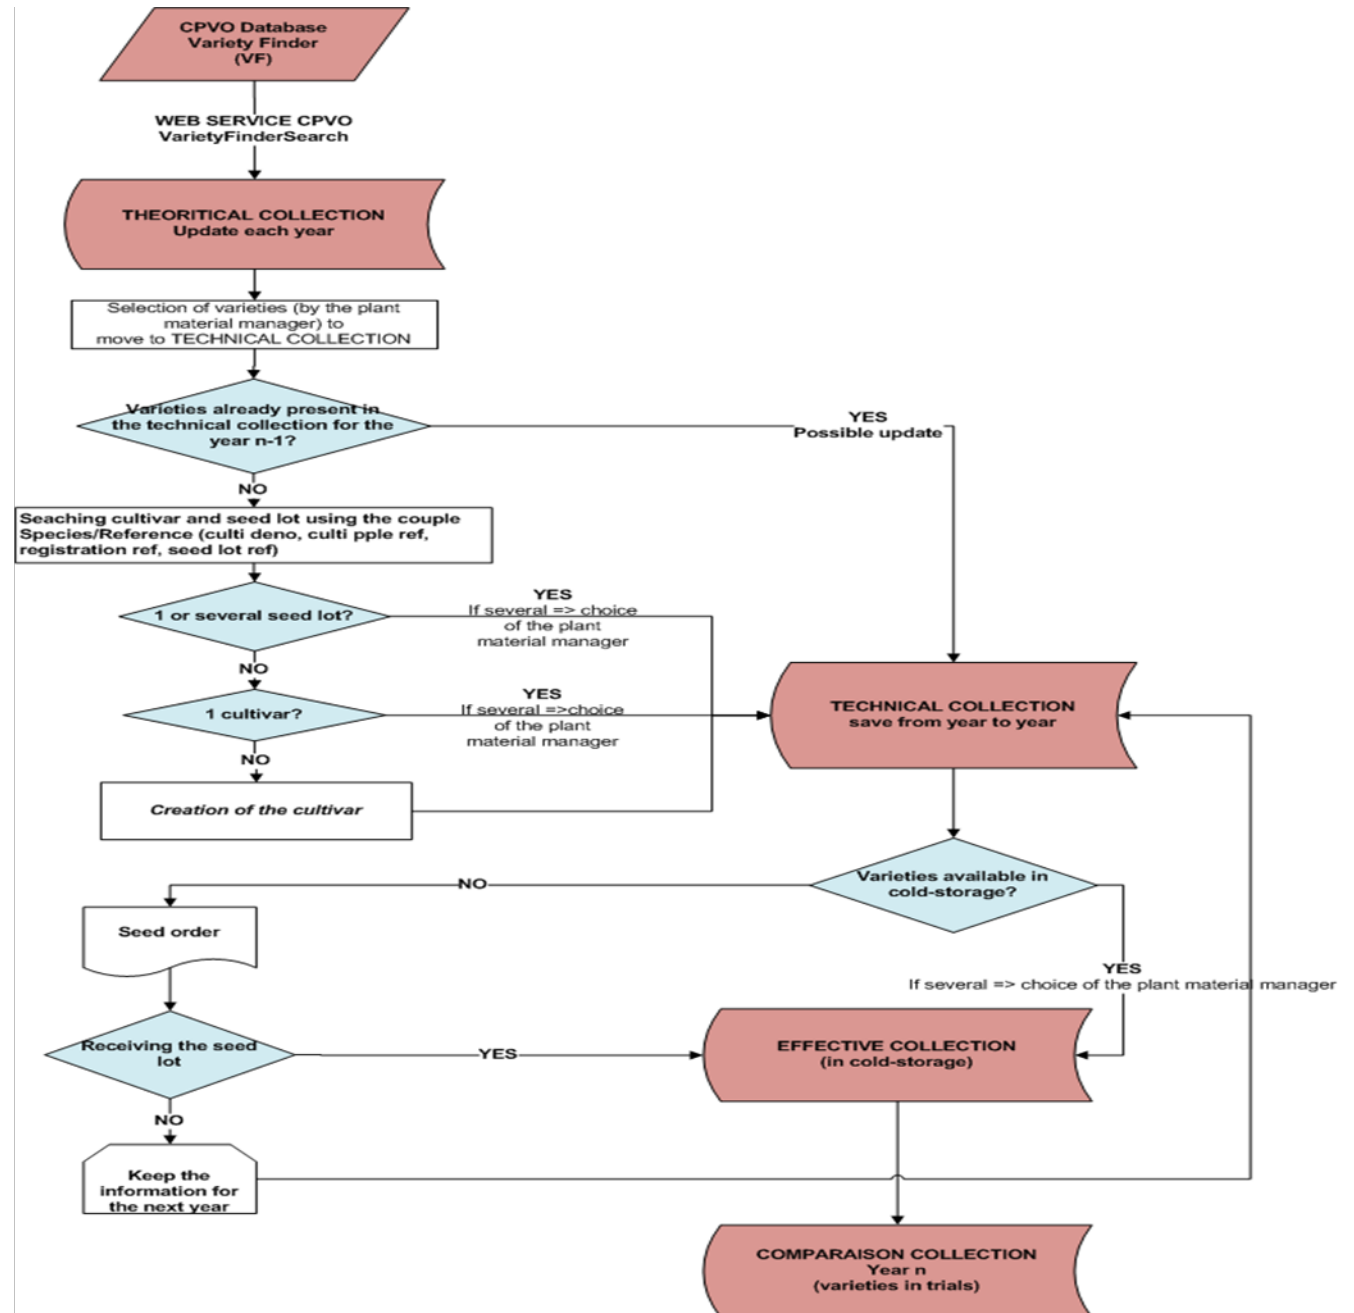 CPVO Database
Variety Finder
(VF)
WEB SERVICE CPVO
VarietyFinderSearch
THEORITICAL COLLECTION
Update each year
Selection of varieties (by the plant
material manager) to
move to TECHNICAL COLLECTION
Varieties already present in
the technical collection for the
year n-1?
YES
Possible update
NO
Seaching cultivar and seed lot using the couple
Species/Reference (culti deno, culti pple ref,
registration ref, seed lot ref)
1 or several seed lot?
YES
If several => choice
of the plant
material manager
NO
1 cultivar?
YES
If several =>choice
of the plant
material manager
TECHNICAL COLLECTION
save from year to year
NO
Creation of the cultivar
Varieties available in
cold-storage?
NO
Seed order
YES
If several => choice of the plant material manager
Receiving the seed
lot
YES
EFFECTIVE COLLECTION
(in cold-storage)
NO
Keep the
information for
the next year
COMPARAISON COLLECTION
Year n
(varieties in trials)